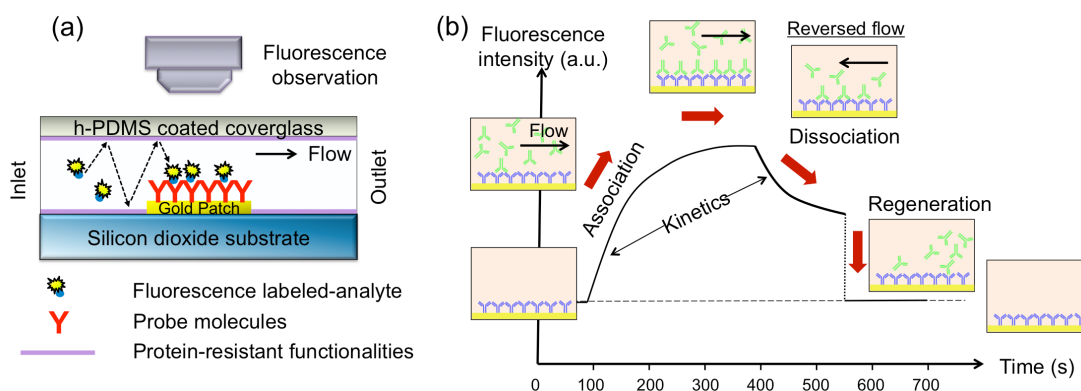 (a)
Fluorescence
observation
h-PDMS coated coverglass
Flow
Inlet
Outlet
Gold Patch
Silicon dioxide substrate
Fluorescence labeled-analyte
Probe molecules
Protein-resistant functionalities
(b)
Fluorescence
intensity (a.u.)
Reversed flow
Flow
Association
Kinetics
Dissociation
Regeneration
0 100 200 300 400 500 600 700
Time (s)